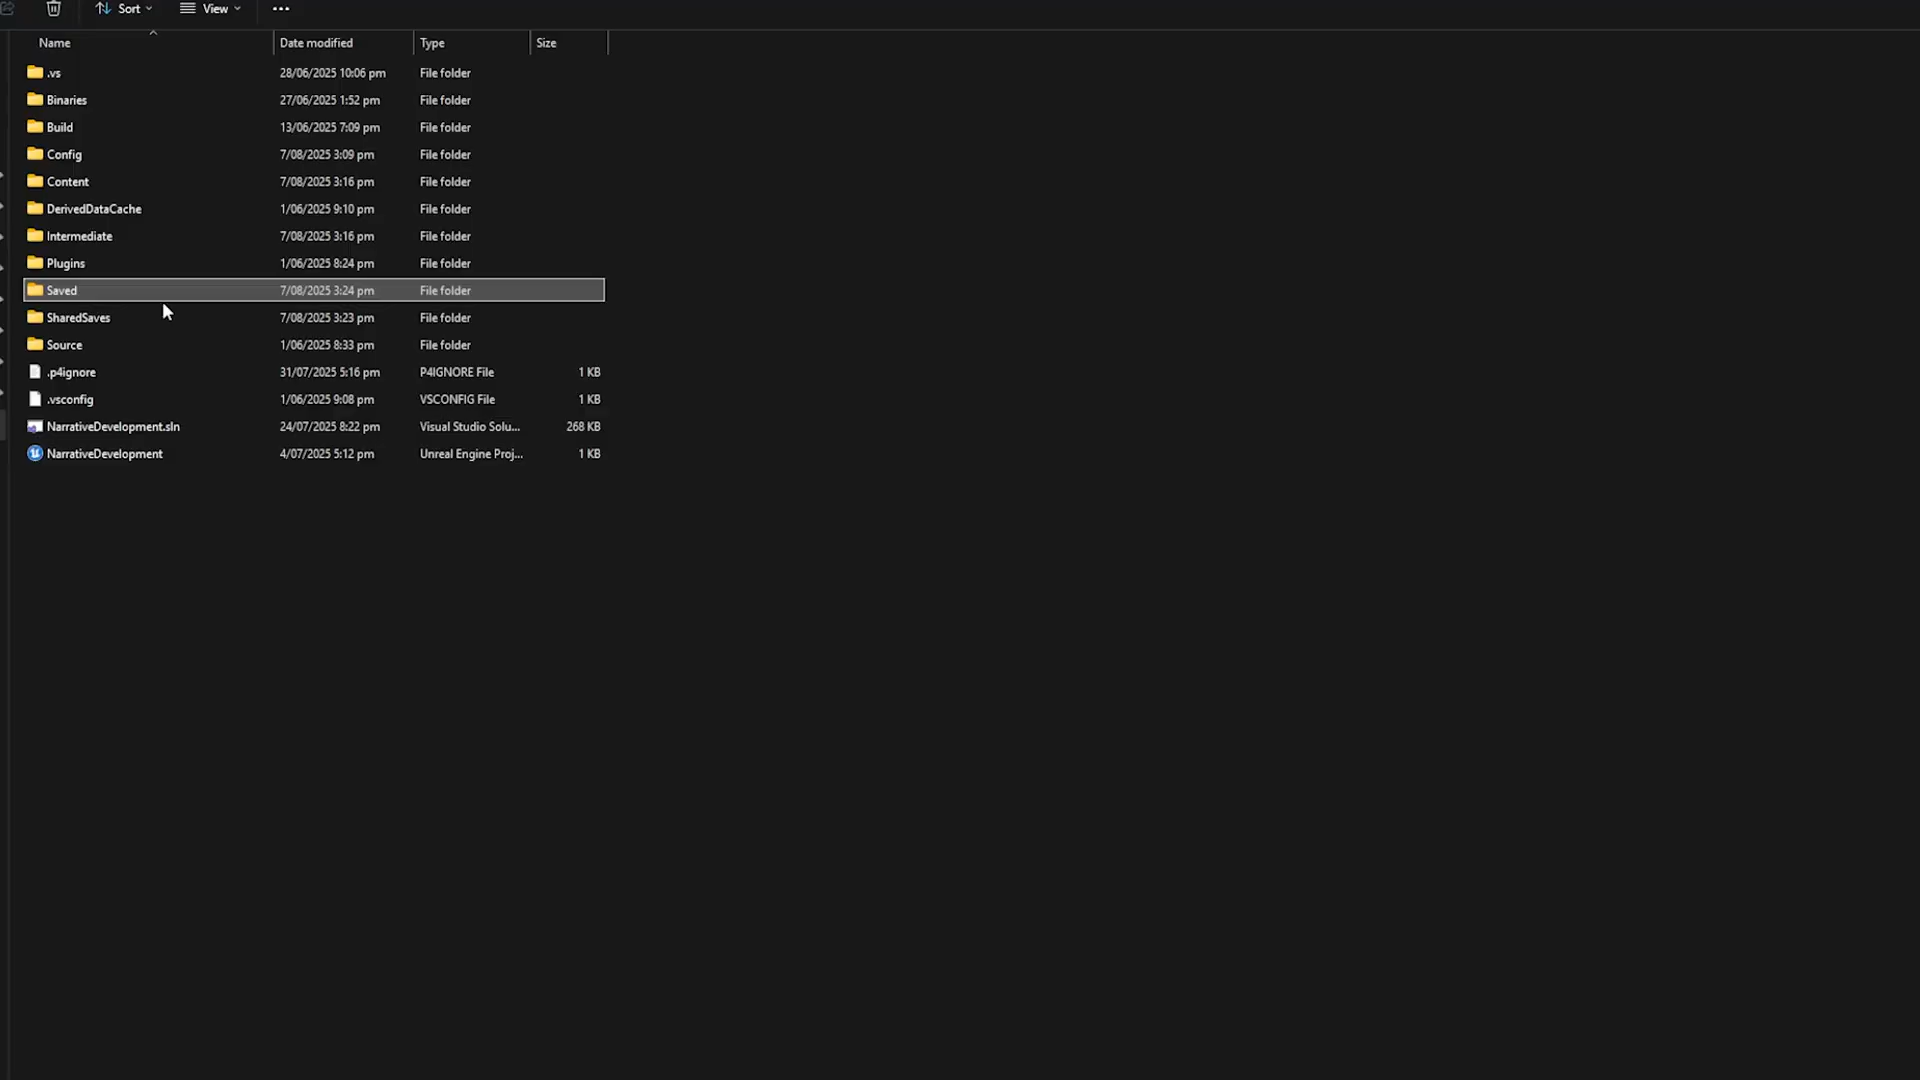 Sort View
Name Date modified Type Size
.vs 28/06/2025 10:06 pm File folder
Binaries 27/06/2025 1:52 pm File folder
Build 13/06/2025 7:09 pm File folder
Config 7/08/2025 3:09 pm File folder
Content 7/08/2025 3:16 pm File folder
DerivedDataCache 1/06/2025 9:10 pm File folder
Intermediate 7/08/2025 3:16 pm File folder
Plugins 1/06/2025 8:24 pm File folder
Saved 7/08/2025 3:24 pm File folder
SharedSaves 7/08/2025 3:23 pm File folder
Source 1/06/2025 8:33 pm File folder
.p4ignore 31/07/2025 5:16 pm P4IGNORE File 1 KB
.vsconfig 1/06/2025 9:08 pm VSCONFIG File 1 KB
NarrativeDevelopment.sln 24/07/2025 8:22 pm Visual Studio Solu... 268 KB
NarrativeDevelopment 4/07/2025 5:12 pm Unreal Engine Proj... 1 KB